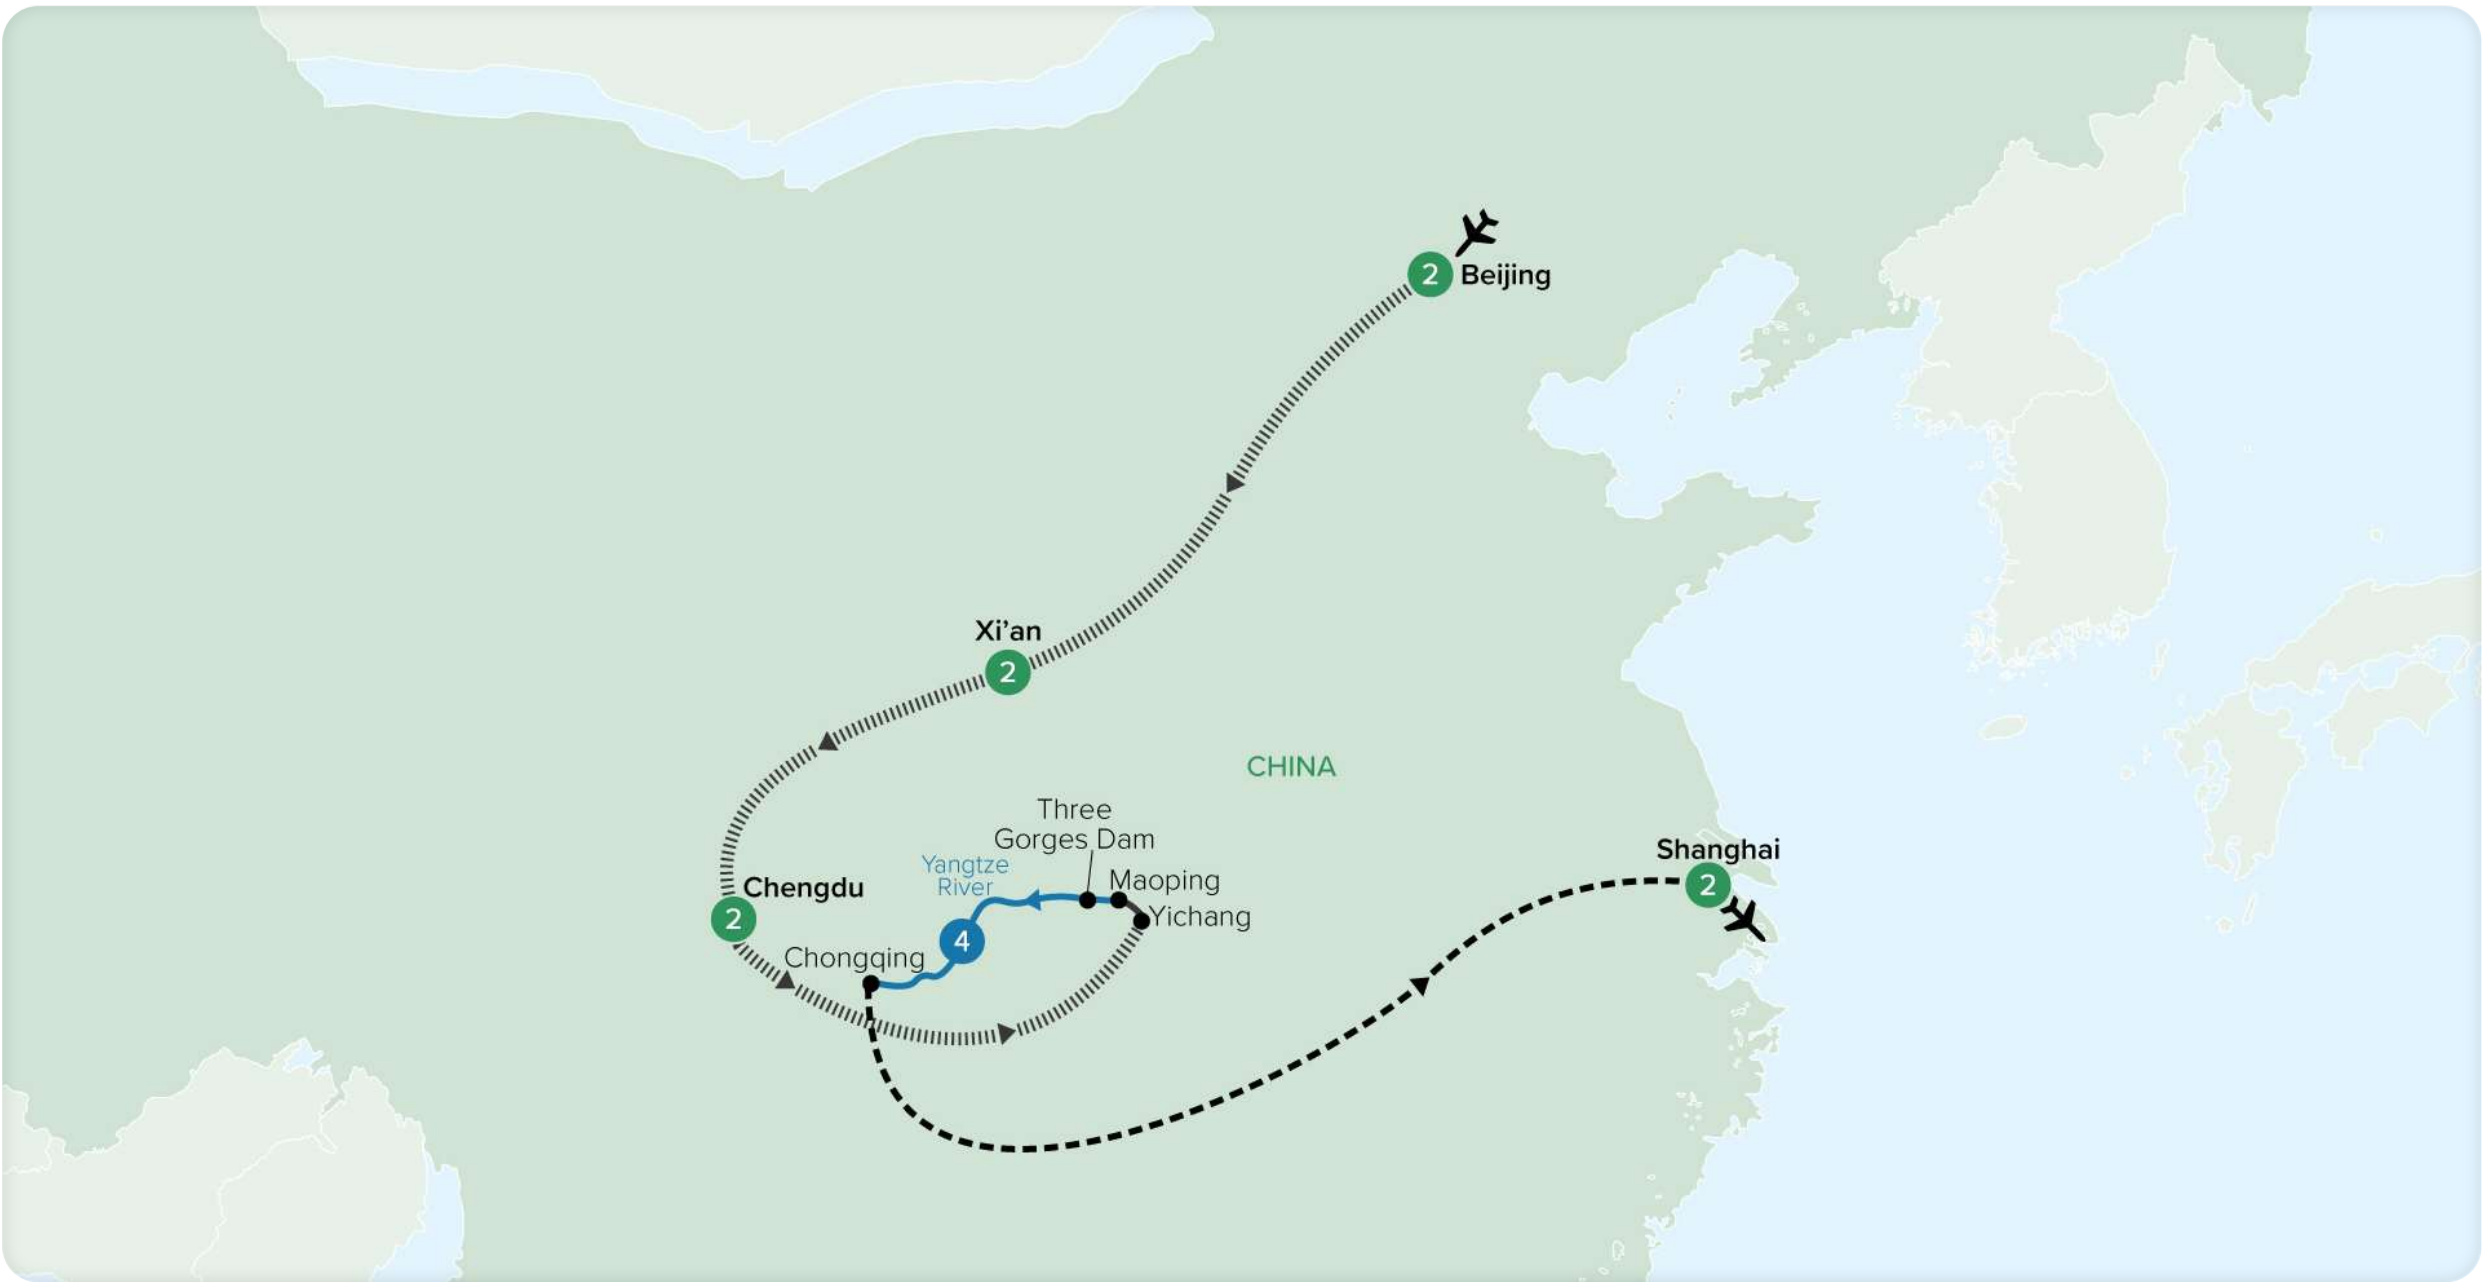 2
Beijing
Xi’an
2
CHINA
Three
Gorges Dam
Yangtze
River
Maoping
Yichang
Chengdu
2
4
Chongqing
Shanghai
2